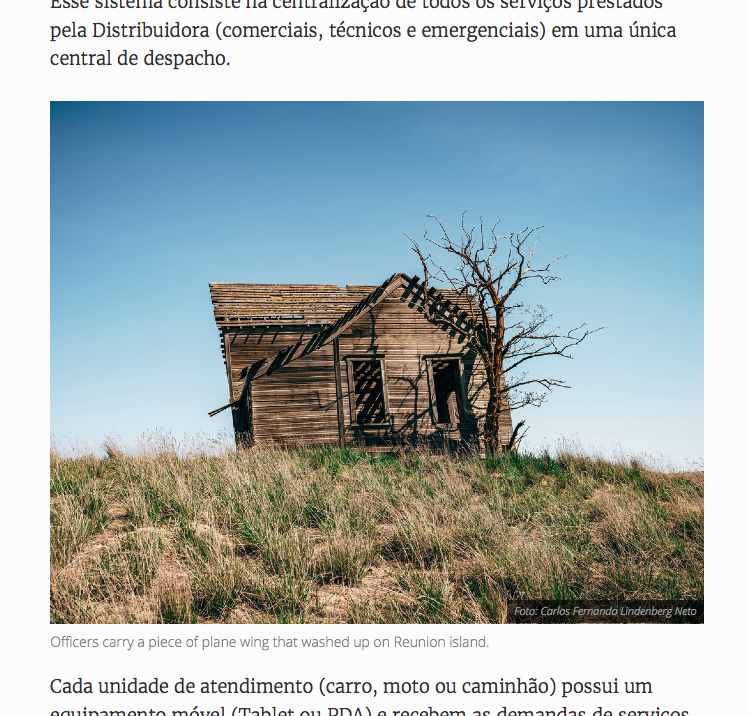 Esse sistema consiste na centralização de todos os serviços prestados
pela Distribuidora (comerciais, técnicos e emergenciais) em uma única
central de despacho.
Foto: Carlos Fernando Lindenberg Neto
Officers carry a piece of plane wing that washed up on Reunion island.
Cada unidade de atendimento (carro, moto ou caminhão) possui um
equipamento móvel (Tablet ou PDA) e recebem as demandas de serviços